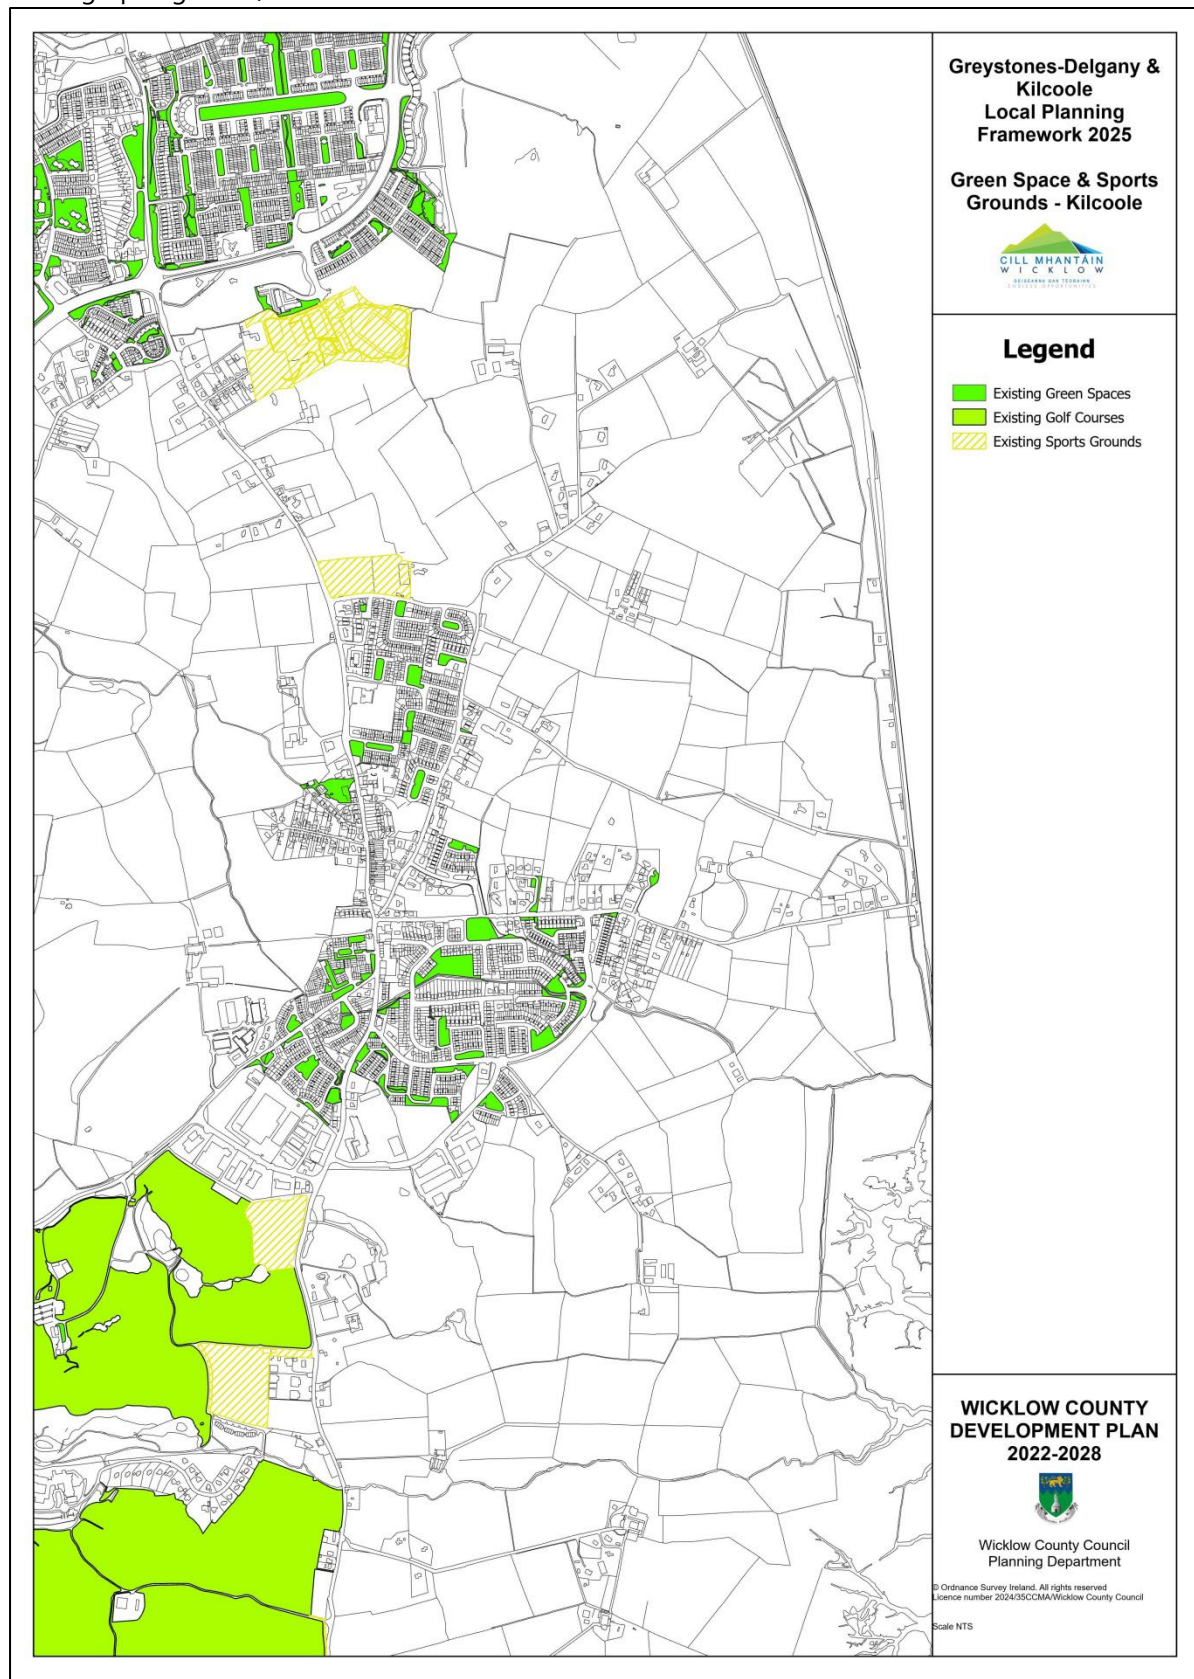 Greystones-Delgany &
Kilcoole
Local Planning
Framework 2025
Green Space & Sports
Grounds - Kilcoole
CILL MHANTÁIN
WICKLOW
ENDLESS OPPORTUNITIES
Legend
Existing Green Spaces
Existing Golf Courses
Existing Sports Grounds
WICKLOW COUNTY
DEVELOPMENT PLAN
2022-2028
Wicklow County Council
Planning Department
© Ordnance Survey Ireland. All rights reserved
Licence number 2024/35CCMA/Wicklow County Council
Scale NTS